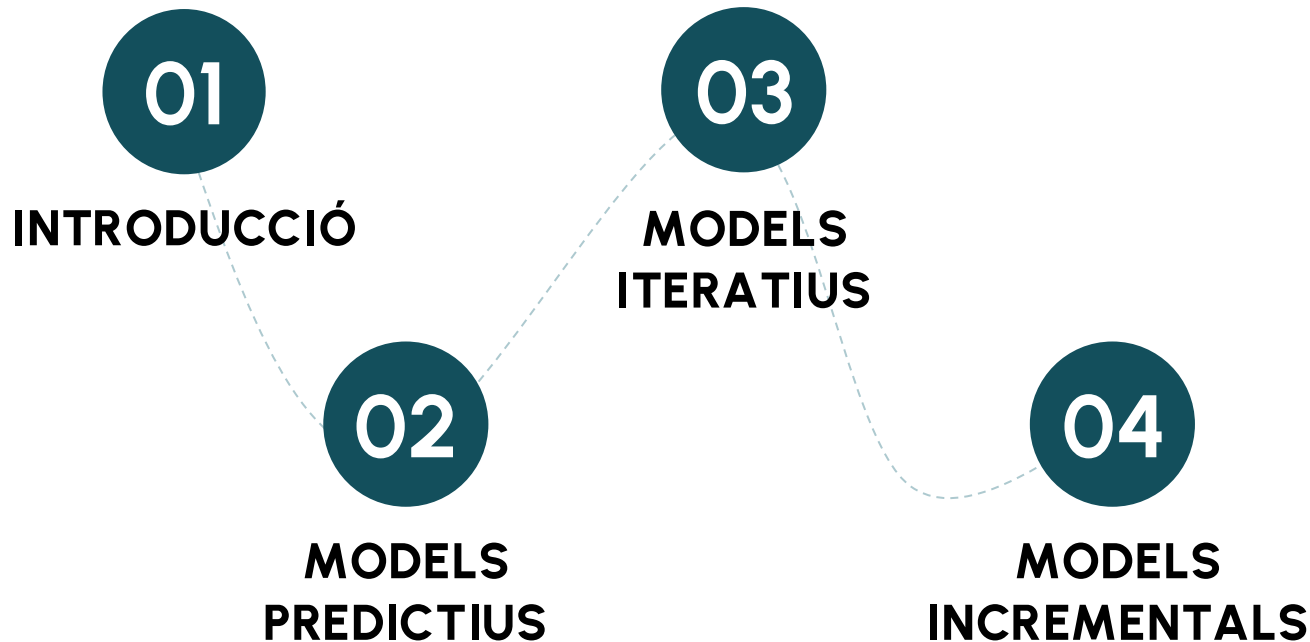 01
INTRODUCCIÓ
02
MODELS
PREDICTIUS
03
MODELS
ITERATIUS
04
MODELS
INCREMENTALS